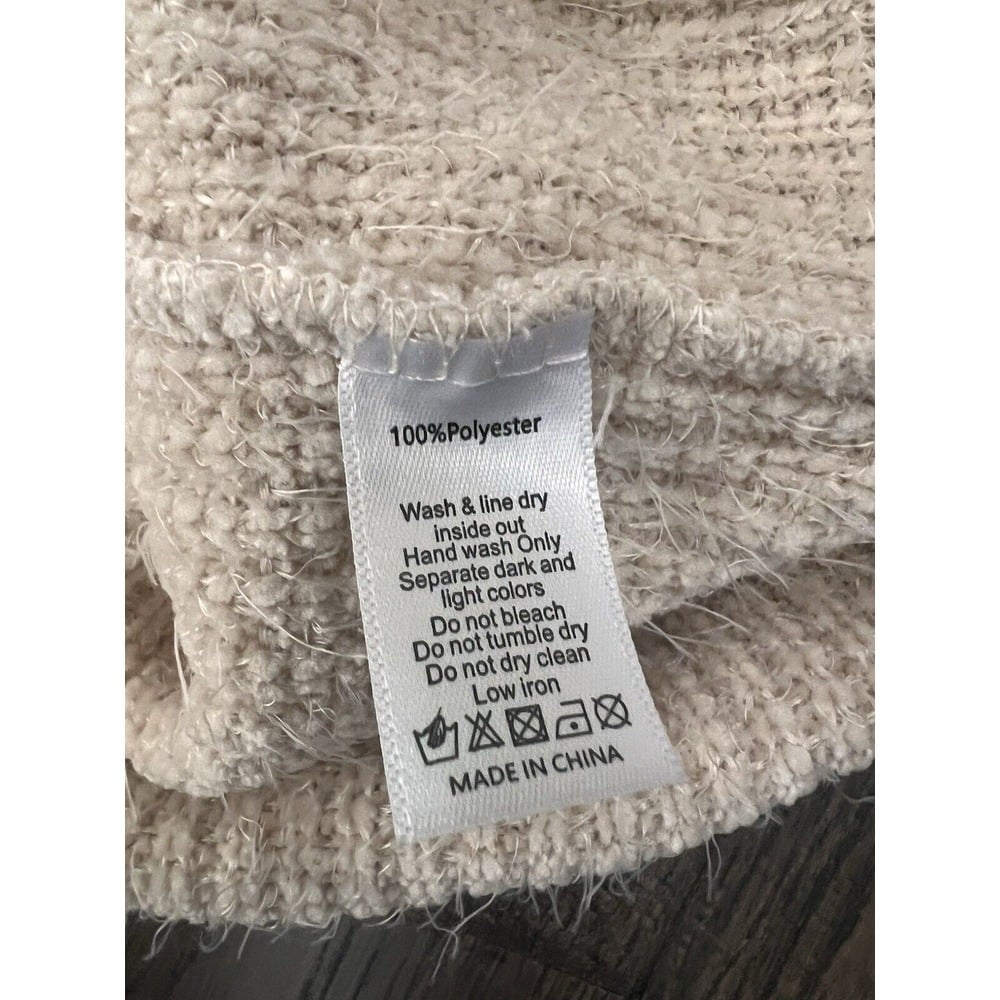 100%Polyester
Wash & line dry
inside out
Hand wash Only
Separate dark and
light colors
Do not bleach
Do not tumble dry
Do not dry clean
Low iron
MADE IN CHINA